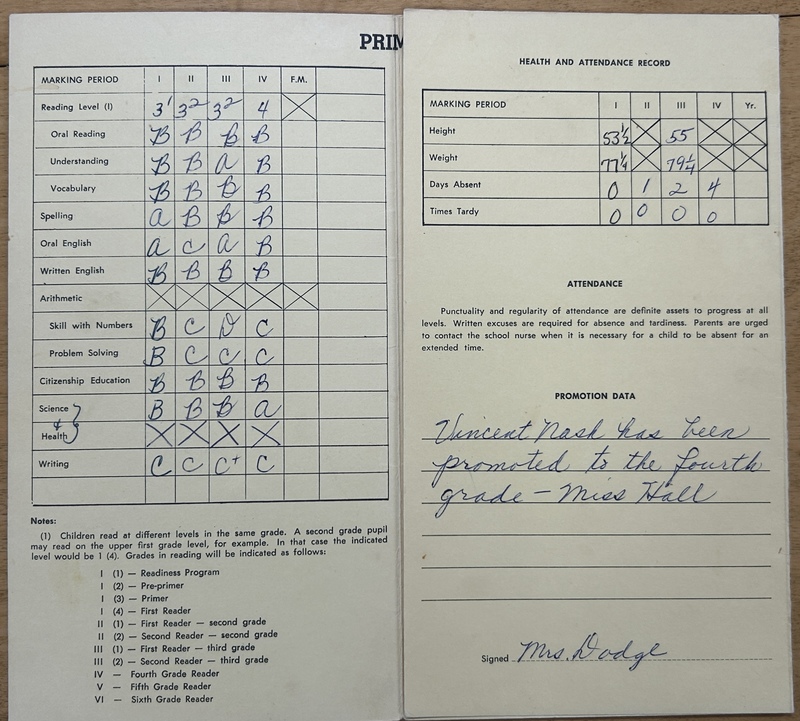 PRIM
MARKING PERIOD I II III IV F.M.
Reading Level (I) 3¹ 3² 3² 4
Oral Reading B B B B
Understanding B B a B
Vocabulary B B B B
Spelling a B B B
Oral English a C a B
Written English B B B B
Arithmetic
Skill with Numbers B C D C
Problem Solving B C C C
Citizenship Education B B B B
Science B B B a
&
Health
Writing C C C+ C
Notes:
(1) Children read at different levels in the same grade. A second grade pupil
may read on the upper first grade level, for example. In that case the indicated
level would be 1 (4). Grades in reading will be indicated as follows:
I (1) — Readiness Program
I (2) — Pre-primer
I (3) — Primer
I (4) — First Reader
II (1) — First Reader — second grade
II (2) — Second Reader — second grade
III (1) — First Reader — third grade
III (2) — Second Reader — third grade
IV — Fourth Grade Reader
V — Fifth Grade Reader
VI — Sixth Grade Reader
HEALTH AND ATTENDANCE RECORD
MARKING PERIOD I II III IV Yr.
Height 53½ 55
Weight 77¼ 79¼
Days Absent 0 1 2 4
Times Tardy 0 0 0 0
ATTENDANCE
Punctuality and regularity of attendance are definite assets to progress at all
levels. Written excuses are required for absence and tardiness. Parents are urged
to contact the school nurse when it is necessary for a child to be absent for an
extended time.
PROMOTION DATA
Vincent Nash has been
promoted to the fourth
grade — Miss Hall
Signed Mrs. Dodge